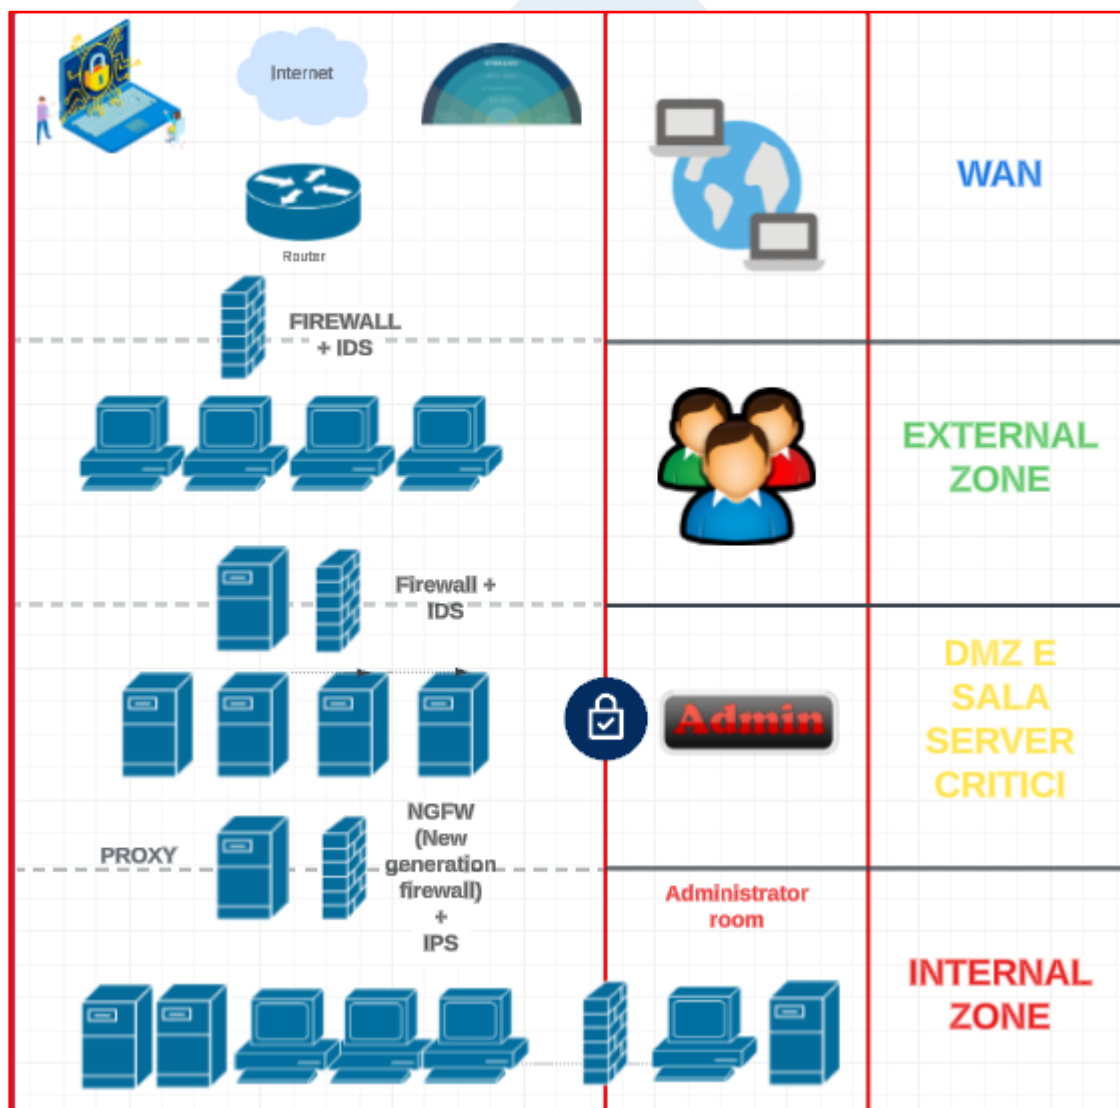 Internet
Router
FIREWALL
+ IDS
WAN
EXTERNAL
ZONE
Firewall +
IDS
DMZ E
SALA
SERVER
CRITICI
Admin
PROXY
NGFW
(New
generation
firewall)
+
IPS
Administrator
room
INTERNAL
ZONE